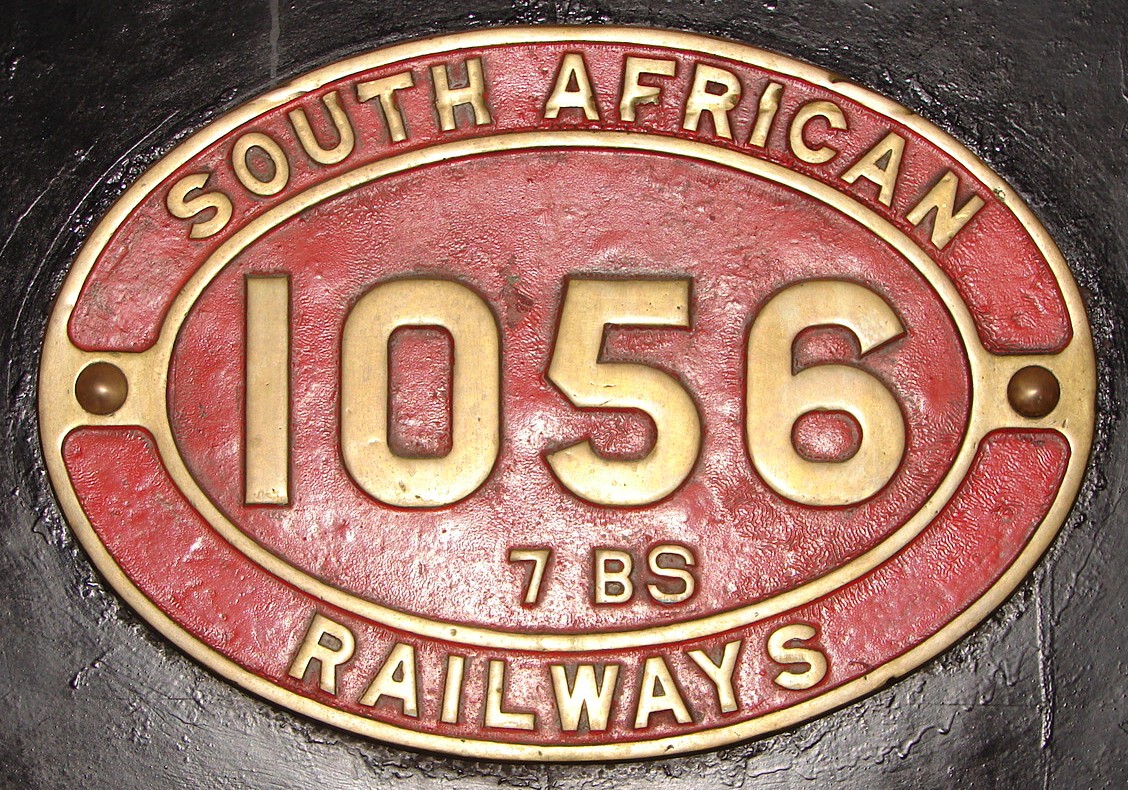 SOUTH AFRICAN
1056
7 BS
RAILWAYS